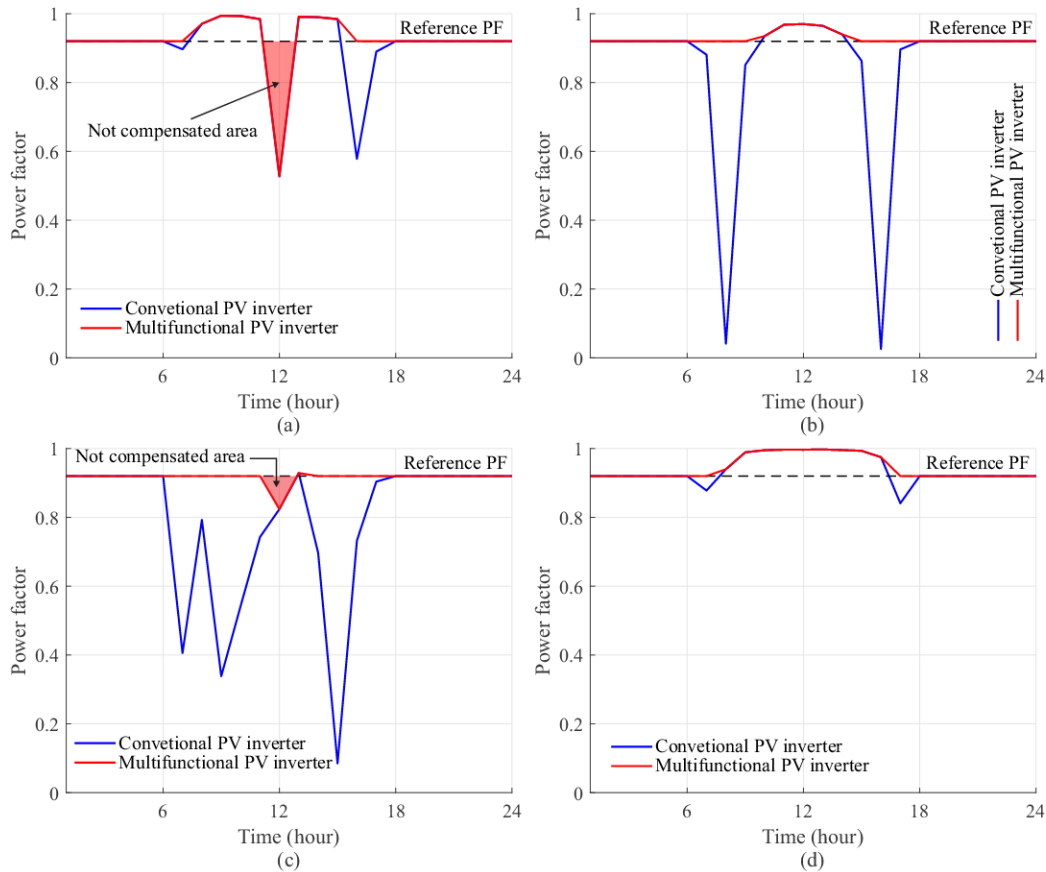 1
Reference PF
0.8
Not compensated area
0.6
Power factor
0.4
0.2
Convetional PV inverter
Multifunctional PV inverter
0
6
12
18
24
Time (hour)
(a)
1
Reference PF
0.8
0.6
Power factor
0.4
0.2
Convetional PV inverter
Multifunctional PV inverter
0
6
12
18
24
Time (hour)
(b)
1
Not compensated area
Reference PF
0.8
0.6
Power factor
0.4
0.2
Convetional PV inverter
Multifunctional PV inverter
0
6
12
18
24
Time (hour)
(c)
1
Reference PF
0.8
0.6
Power factor
0.4
0.2
Convetional PV inverter
Multifunctional PV inverter
0
6
12
18
24
Time (hour)
(d)